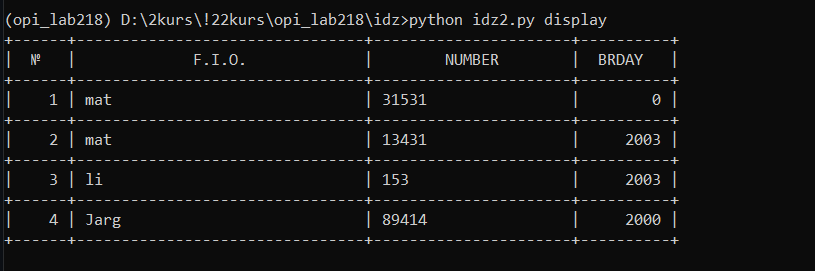 (opi_lab218) D:\2kurs\!22kurs\opi_lab218\idz>python idz2.py display
+------+--------------------------------+----------------------+----------+
|  №   |             F.I.O.             |        NUMBER        |  BRDAY   |
+------+--------------------------------+----------------------+----------+
|    1 | mat                            | 31531                |        0 |
+------+--------------------------------+----------------------+----------+
|    2 | mat                            | 13431                |     2003 |
+------+--------------------------------+----------------------+----------+
|    3 | li                             | 153                  |     2003 |
+------+--------------------------------+----------------------+----------+
|    4 | Jarg                           | 89414                |     2000 |
+------+--------------------------------+----------------------+----------+